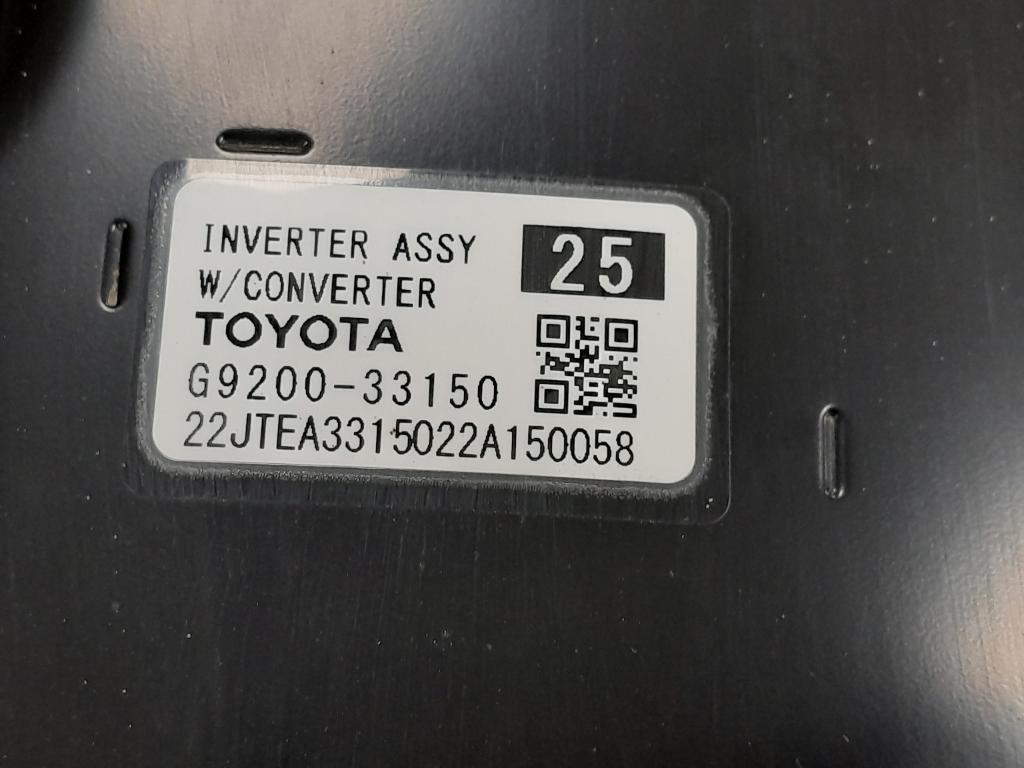 INVERTER ASSY
W/CONVERTER
25
TOYOTA
G9200-33150
22JTEA3315022A150058